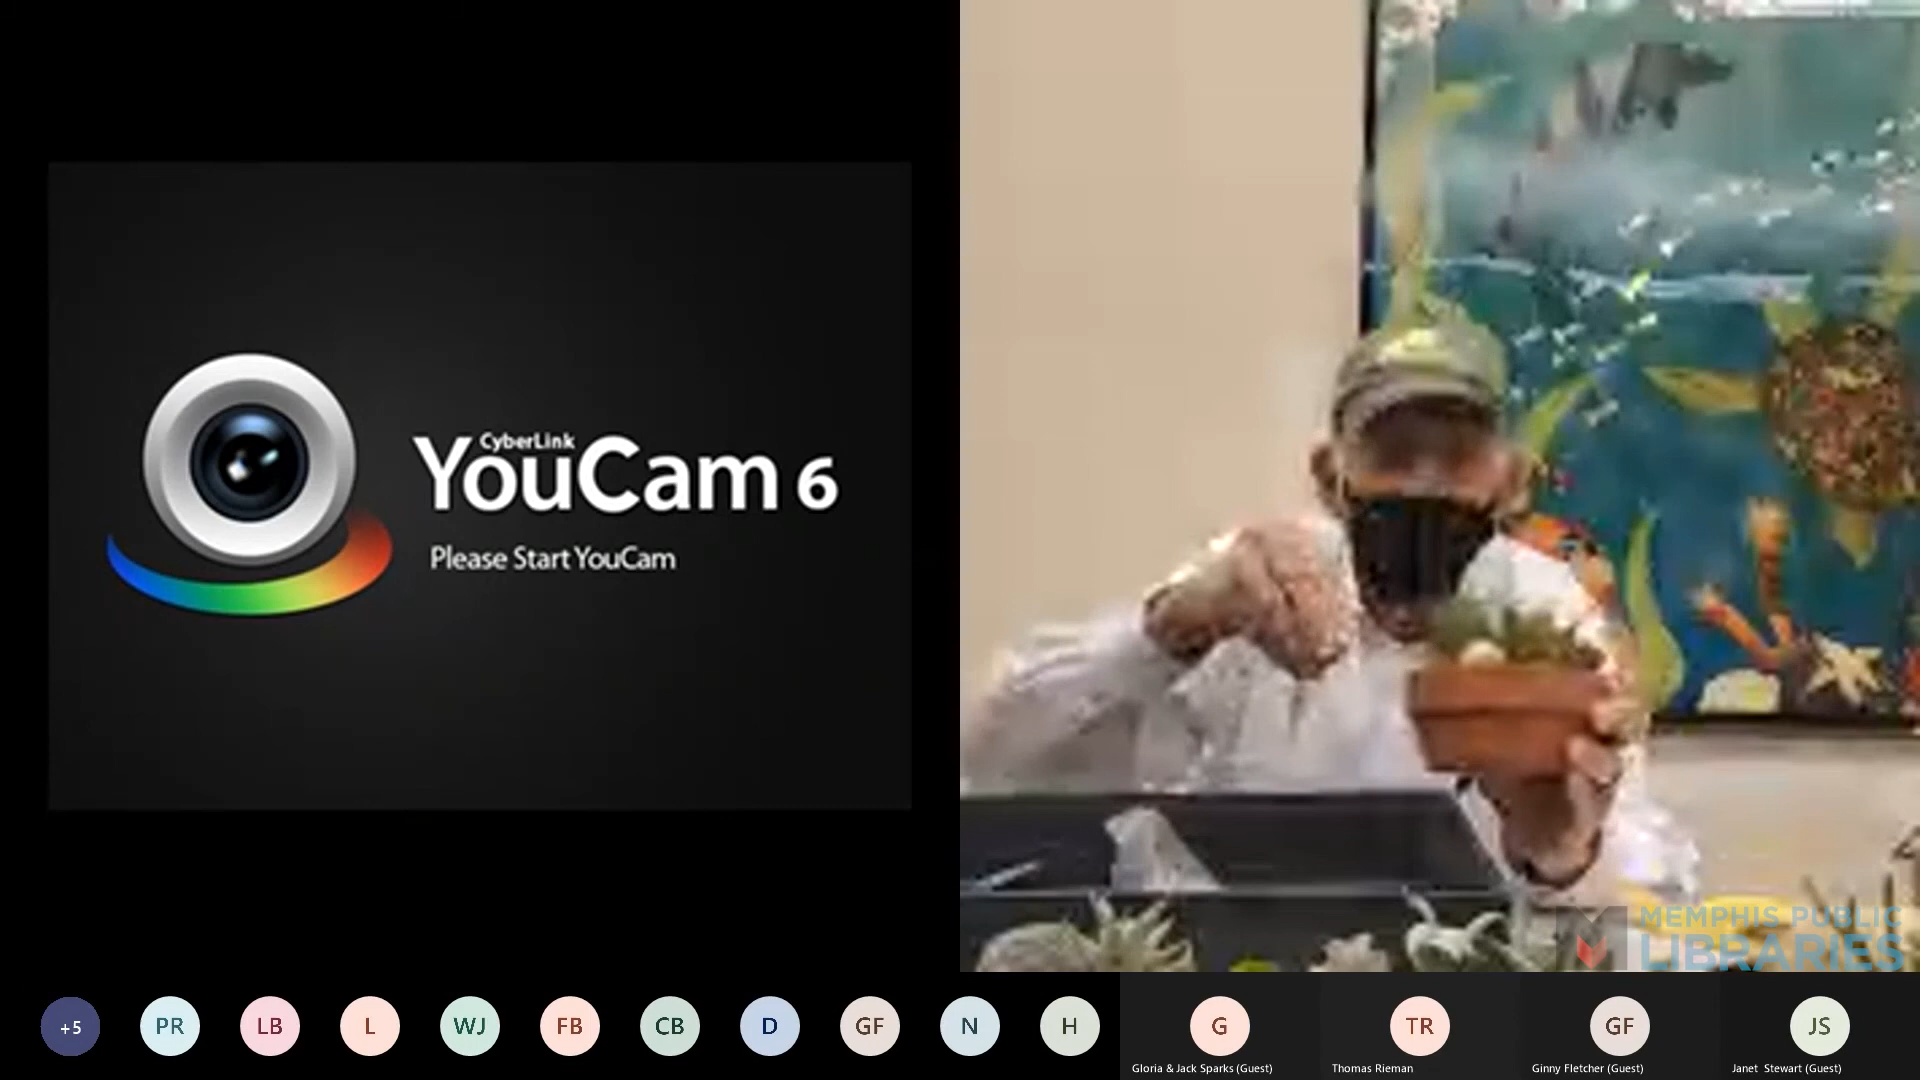 CyberLink
YouCam 6
Please Start YouCam
MEMPHIS PUBLIC
LIBRARIES
+5
PR
LB
L
WJ
FB
CB
D
GF
N
H
G
TR
GF
JS
Gloria & Jack Sparks (Guest)
Thomas Rieman
Ginny Fletcher (Guest)
Janet Stewart (Guest)